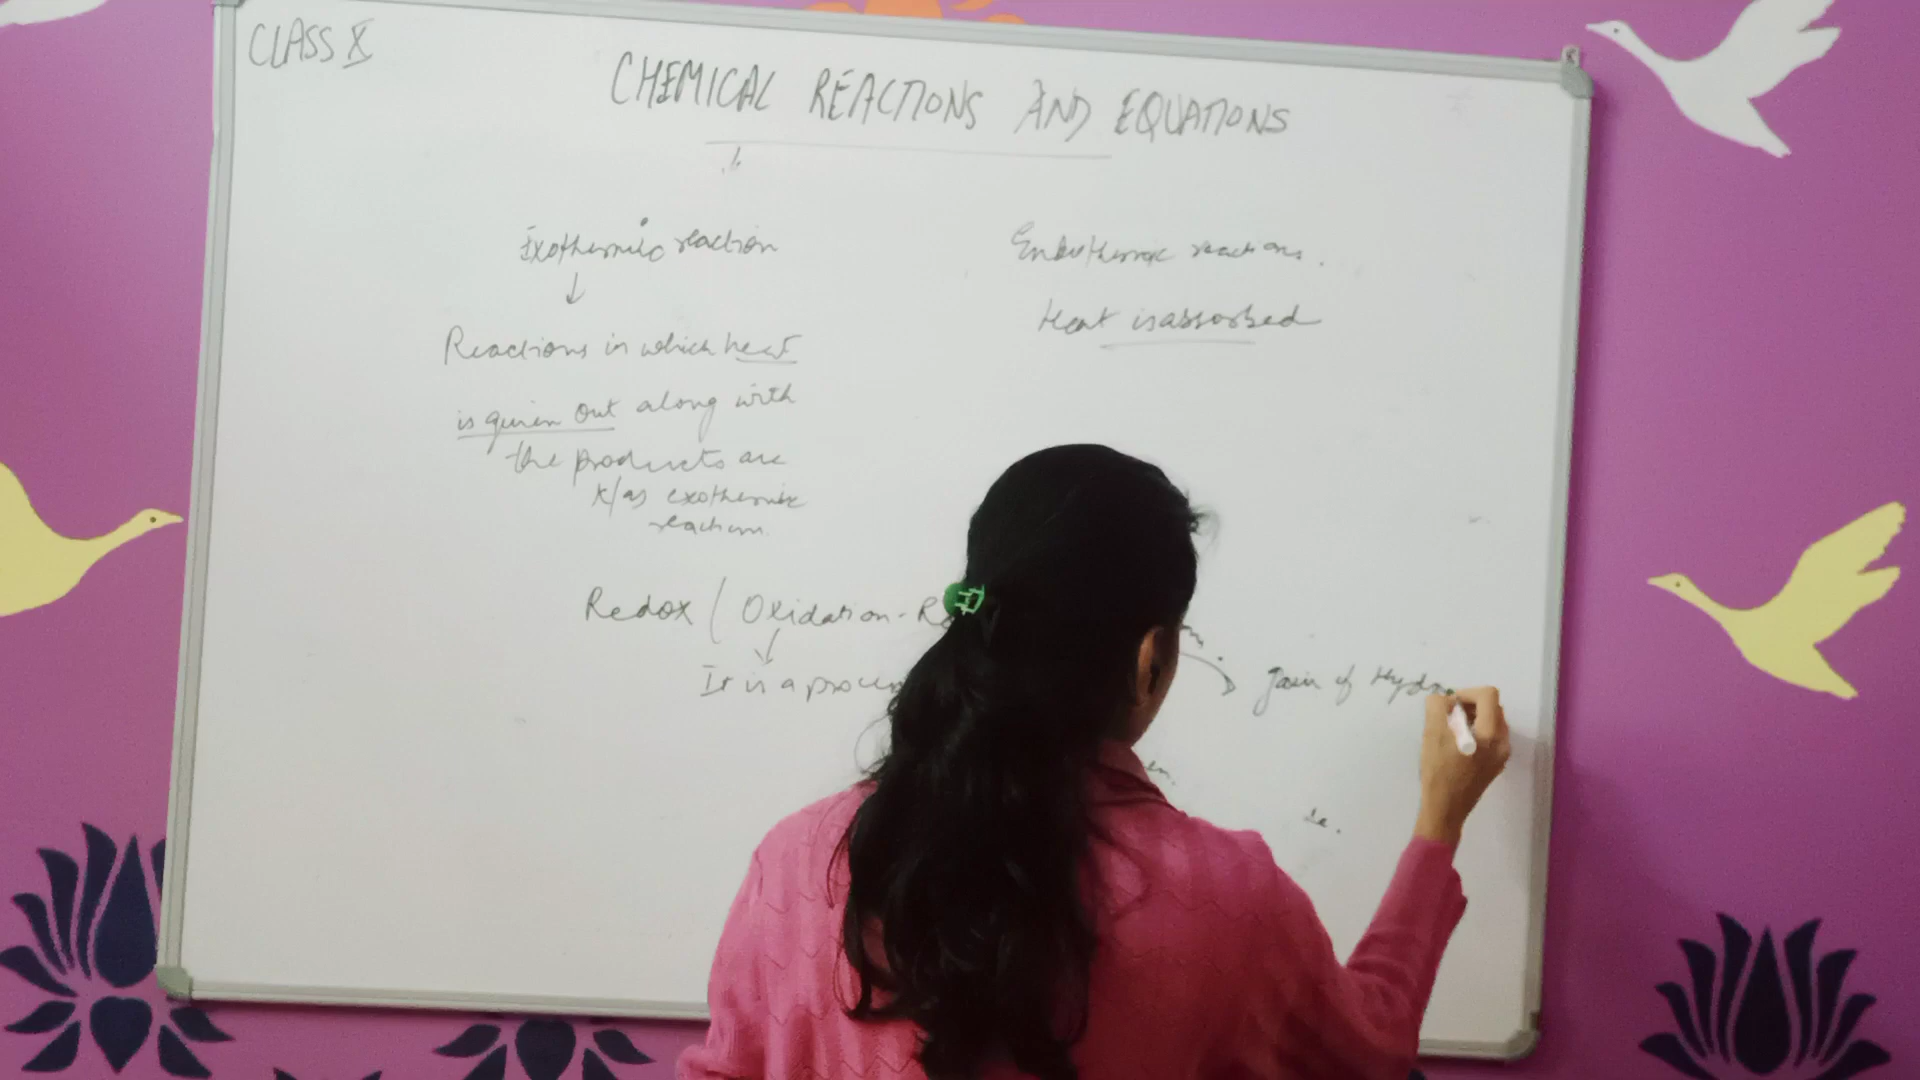 CLASS X
CHEMICAL REACTIONS AND EQUATIONS
Exothermic reaction
Endothermic reactions.
Reactions in which heat
Heat is absorbed
is given out along with
the products are
k/as exothermic
reaction.
Redox ( Oxidation - Re
It is a process
gain of Hydro